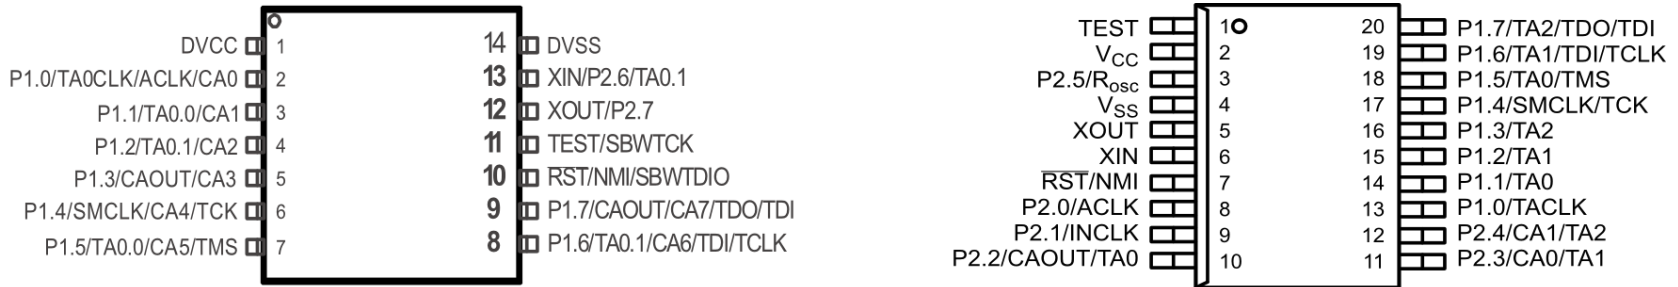 DVCC 1 14 DVSS
P1.0/TA0CLK/ACLK/CA0 2 13 XIN/P2.6/TA0.1
P1.1/TA0.0/CA1 3 12 XOUT/P2.7
P1.2/TA0.1/CA2 4 11 TEST/SBWTCK
P1.3/CAOUT/CA3 5 10 RST/NMI/SBWTDIO
P1.4/SMCLK/CA4/TCK 6 9 P1.7/CAOUT/CA7/TDO/TDI
P1.5/TA0.0/CA5/TMS 7 8 P1.6/TA0.1/CA6/TDI/TCLK
TEST 1 20 P1.7/TA2/TDO/TDI
VCC 2 19 P1.6/TA1/TDI/TCLK
P2.5/Rosc 3 18 P1.5/TA0/TMS
VSS 4 17 P1.4/SMCLK/TCK
XOUT 5 16 P1.3/TA2
XIN 6 15 P1.2/TA1
RST/NMI 7 14 P1.1/TA0
P2.0/ACLK 8 13 P1.0/TACLK
P2.1/INCLK 9 12 P2.4/CA1/TA2
P2.2/CAOUT/TA0 10 11 P2.3/CA0/TA1